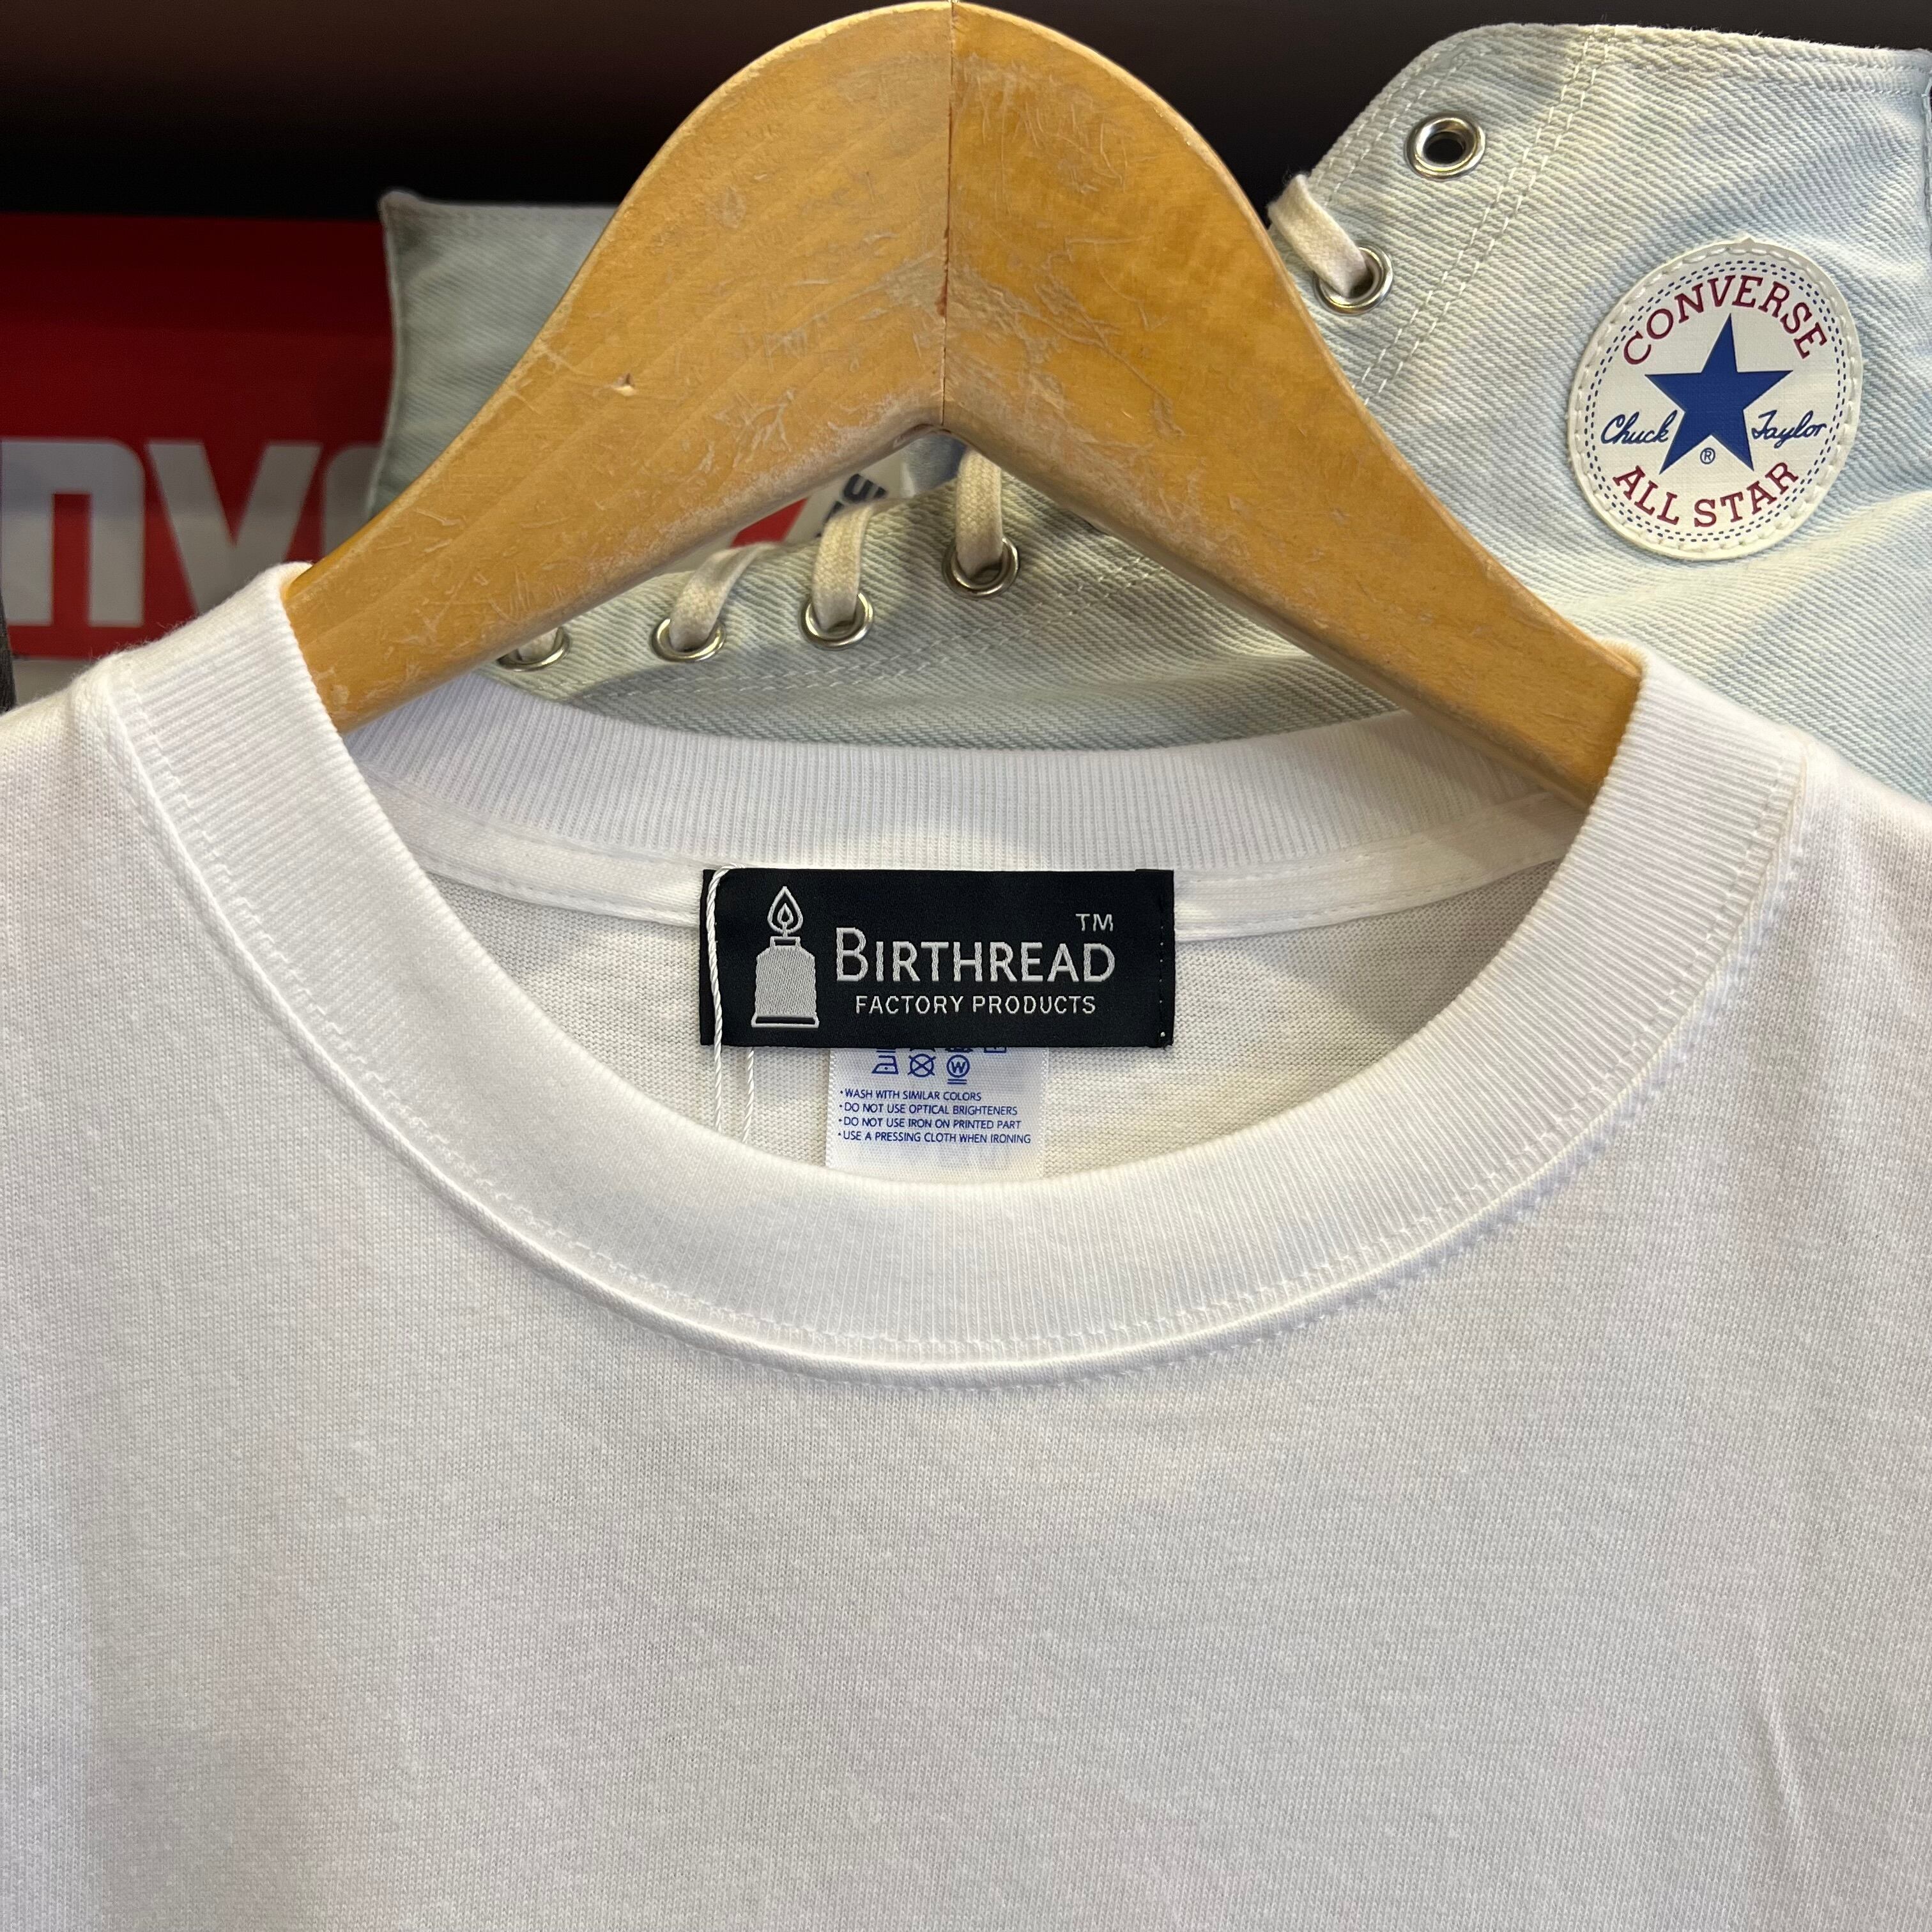 CONVERSE
Chuck Taylor
®
ALL STAR
TM
BIRTHREAD
FACTORY PRODUCTS
W
・WASH WITH SIMILAR COLORS
・DO NOT USE OPTICAL BRIGHTENERS
・DO NOT USE IRON ON PRINTED PART
・USE A PRESSING CLOTH WHEN IRONING